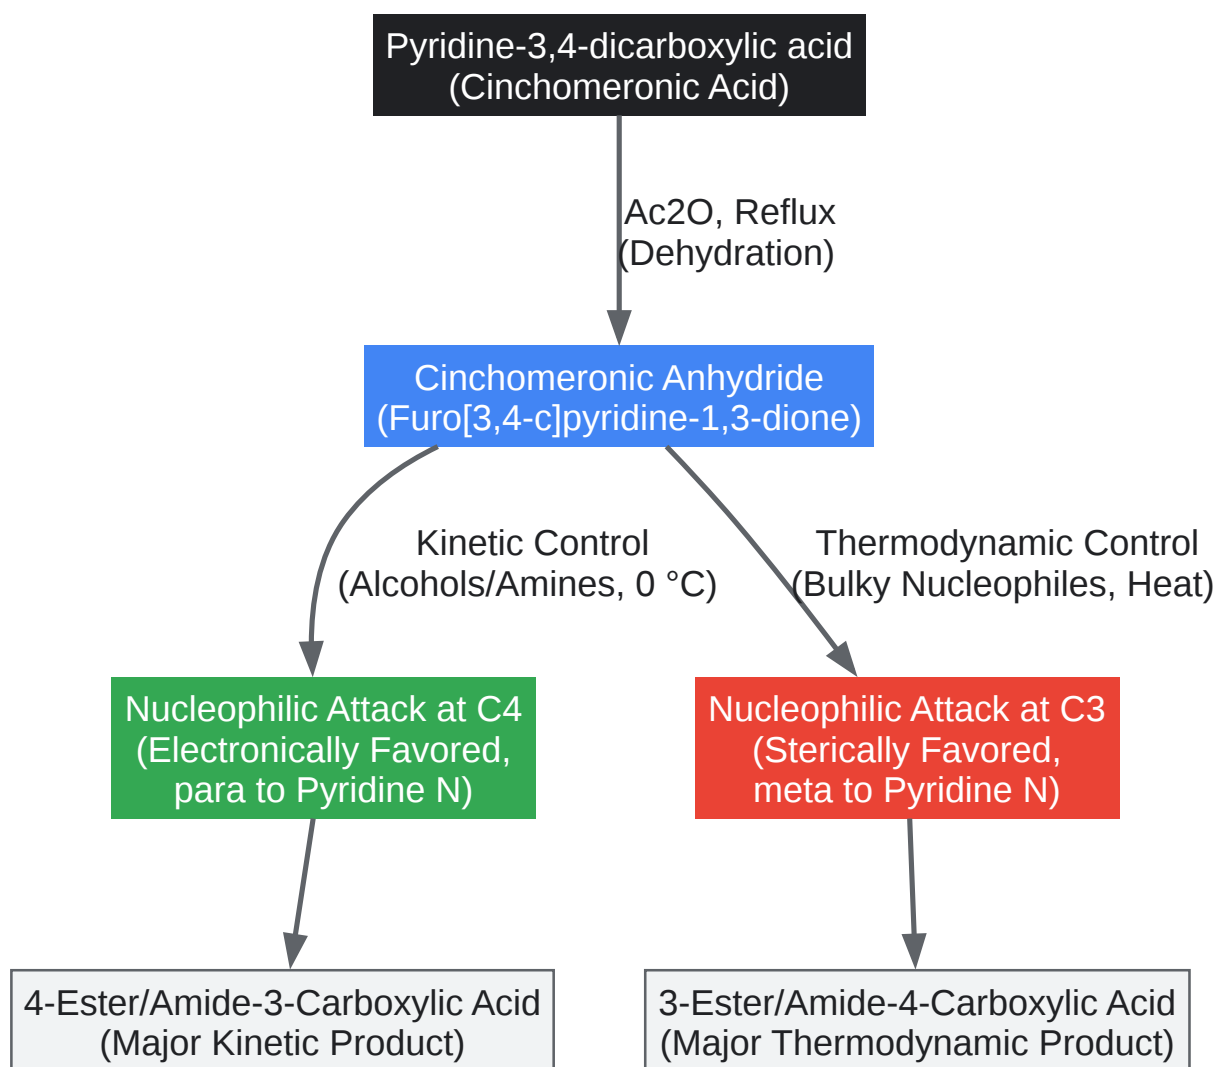 Pyridine-3,4-dicarboxylic acid
(Cinchomeronic Acid)
Ac2O, Reflux
(Dehydration)
Cinchomeronic Anhydride
(Furo[3,4-c]pyridine-1,3-dione)
Kinetic Control
(Alcohols/Amines, 0 °C)
Thermodynamic Control
(Bulky Nucleophiles, Heat)
Nucleophilic Attack at C4
(Electronically Favored,
para to Pyridine N)
Nucleophilic Attack at C3
(Sterically Favored,
meta to Pyridine N)
4-Ester/Amide-3-Carboxylic Acid
(Major Kinetic Product)
3-Ester/Amide-4-Carboxylic Acid
(Major Thermodynamic Product)